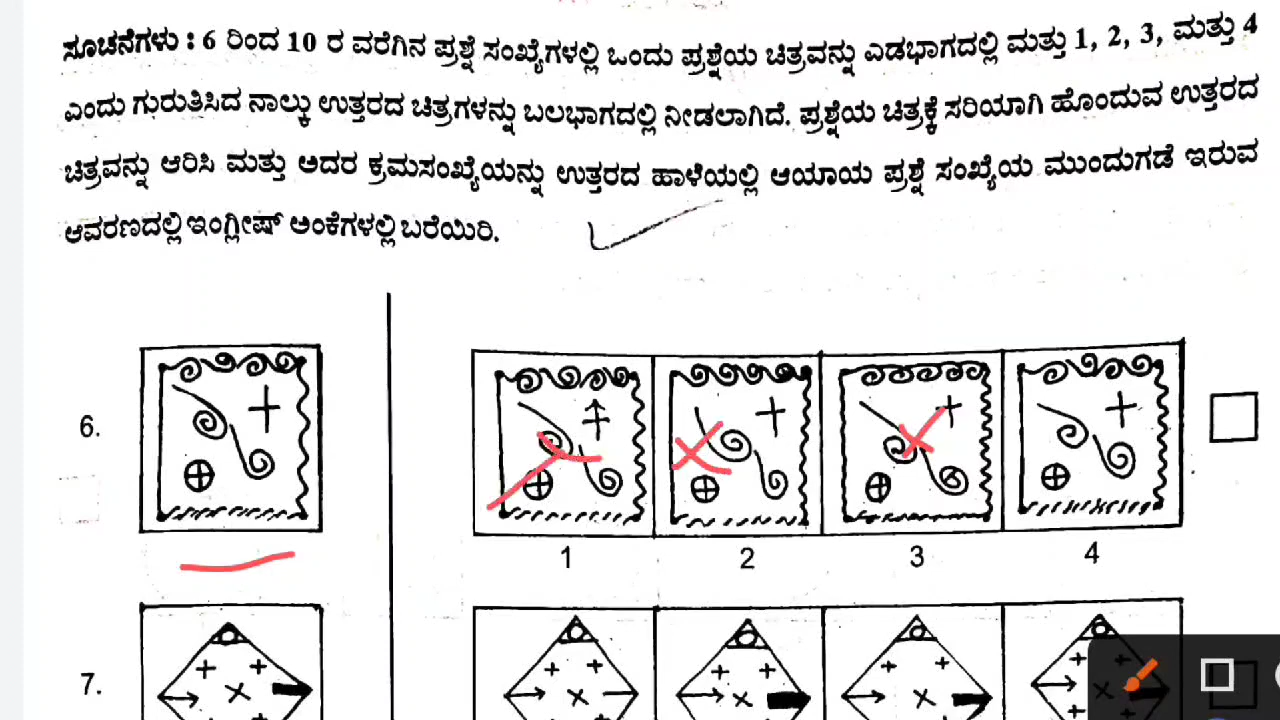 ಸೂಚನೆಗಳು : 6 ರಿಂದ 10 ರ ವರೆಗಿನ ಪ್ರಶ್ನೆ ಸಂಖ್ಯೆಗಳಲ್ಲಿ ಒಂದು ಪ್ರಶ್ನೆಯ ಚಿತ್ರವನ್ನು ಎಡಭಾಗದಲ್ಲಿ ಮತ್ತು 1, 2, 3, ಮತ್ತು 4
ಎಂದು ಗುರುತಿಸಿದ ನಾಲ್ಕು ಉತ್ತರದ ಚಿತ್ರಗಳನ್ನು ಬಲಭಾಗದಲ್ಲಿ ನೀಡಲಾಗಿದೆ. ಪ್ರಶ್ನೆಯ ಚಿತ್ರಕ್ಕೆ ಸರಿಯಾಗಿ ಹೊಂದುವ ಉತ್ತರದ
ಚಿತ್ರವನ್ನು ಆರಿಸಿ ಮತ್ತು ಅದರ ಕ್ರಮಸಂಖ್ಯೆಯನ್ನು ಉತ್ತರದ ಹಾಳೆಯಲ್ಲಿ ಆಯಾಯ ಪ್ರಶ್ನೆ ಸಂಖ್ಯೆಯ ಮುಂದುಗಡೆ ಇರುವ
ಆವರಣದಲ್ಲಿ ಇಂಗ್ಲೀಷ್ ಅಂಕೆಗಳಲ್ಲಿ ಬರೆಯಿರಿ.
6.
1 2 3 4
7.